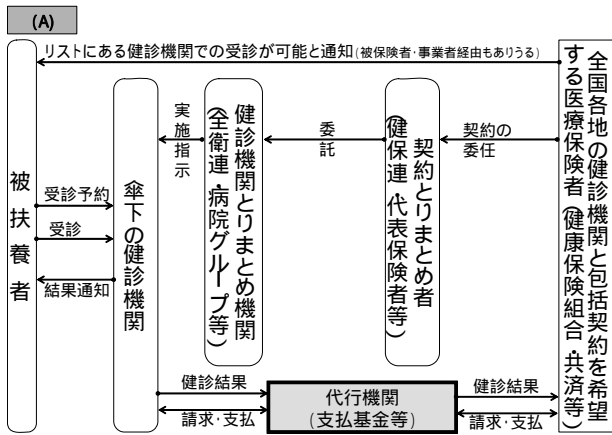 (A)
リストにある健診機関での受診が可能と通知(被保険者･事業者経由もありうる)
被扶養者
受診予約
受診
結果通知
傘下の健診機関
実施指示
健診機関とりまとめ機関
(全衛連･病院グループ等)
委託
契約とりまとめ者
(健保連･代表保険者等)
契約の
委任
全国各地の健診機関と包括契約を希望
する医療保険者(健康保険組合･共済等)
健診結果
請求･支払
代行機関
(支払基金等)
健診結果
請求･支払